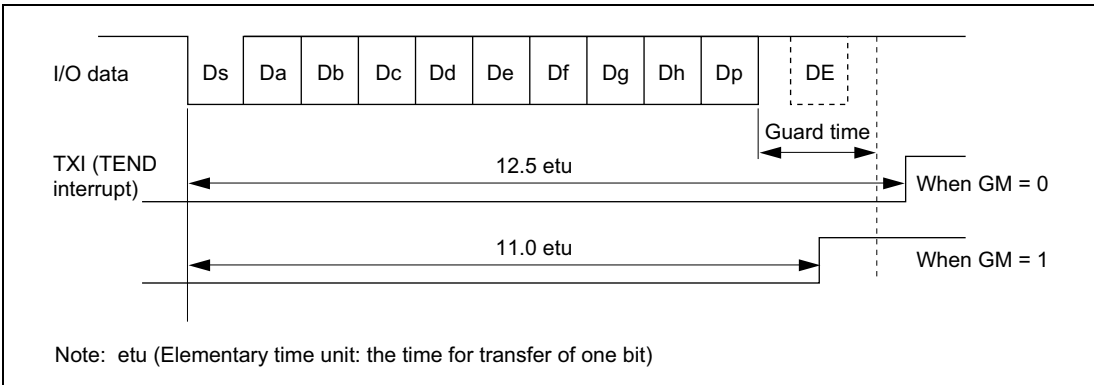 I/O data
Ds Da Db Dc Dd De Df Dg Dh Dp DE
Guard time
TXI (TEND
interrupt)
12.5 etu
When GM = 0
11.0 etu
When GM = 1
Note: etu (Elementary time unit: the time for transfer of one bit)